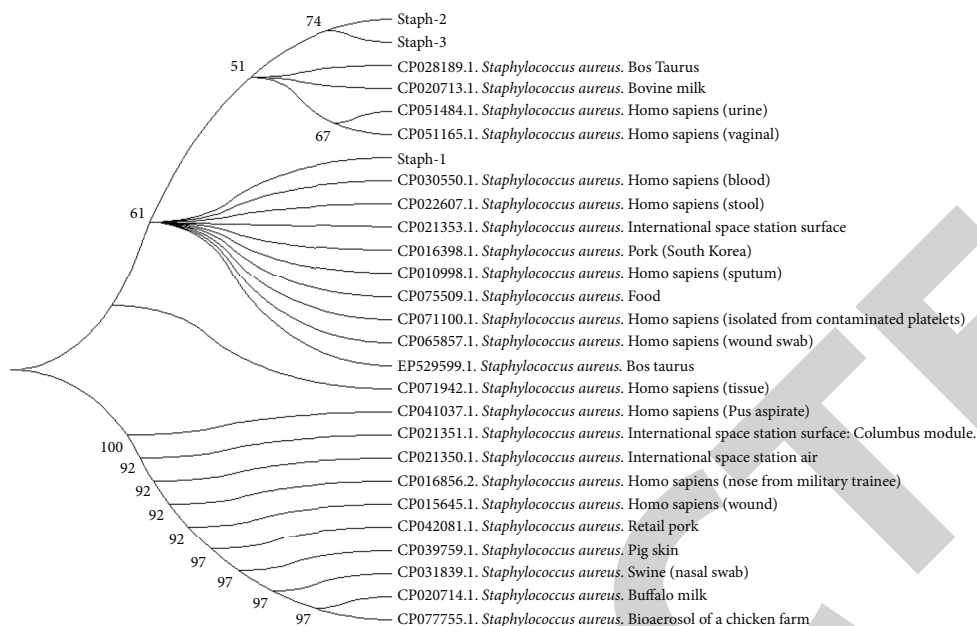 74
Staph-2
Staph-3
51
CP028189.1. Staphylococcus aureus. Bos Taurus
CP020713.1. Staphylococcus aureus. Bovine milk
CP051484.1. Staphylococcus aureus. Homo sapiens (urine)
67
CP051165.1. Staphylococcus aureus. Homo sapiens (vaginal)
Staph-1
CP030550.1. Staphylococcus aureus. Homo sapiens (blood)
CP022607.1. Staphylococcus aureus. Homo sapiens (stool)
61
CP021353.1. Staphylococcus aureus. International space station surface
CP016398.1. Staphylococcus aureus. Pork (South Korea)
CP010998.1. Staphylococcus aureus. Homo sapiens (sputum)
CP075509.1. Staphylococcus aureus. Food
CP071100.1. Staphylococcus aureus. Homo sapiens (isolated from contaminated platelets)
CP065857.1. Staphylococcus aureus. Homo sapiens (wound swab)
EP529599.1. Staphylococcus aureus. Bos taurus
CP071942.1. Staphylococcus aureus. Homo sapiens (tissue)
CP041037.1. Staphylococcus aureus. Homo sapiens (Pus aspirate)
100
CP021351.1. Staphylococcus aureus. International space station surface: Columbus module.
92
CP021350.1. Staphylococcus aureus. International space station air
92
CP016856.2. Staphylococcus aureus. Homo sapiens (nose from military trainee)
92
CP015645.1. Staphylococcus aureus. Homo sapiens (wound)
92
CP042081.1. Staphylococcus aureus. Retail pork
97
CP039759.1. Staphylococcus aureus. Pig skin
97
CP031839.1. Staphylococcus aureus. Swine (nasal swab)
97
CP020714.1. Staphylococcus aureus. Buffalo milk
97
CP077755.1. Staphylococcus aureus. Bioaerosol of a chicken farm